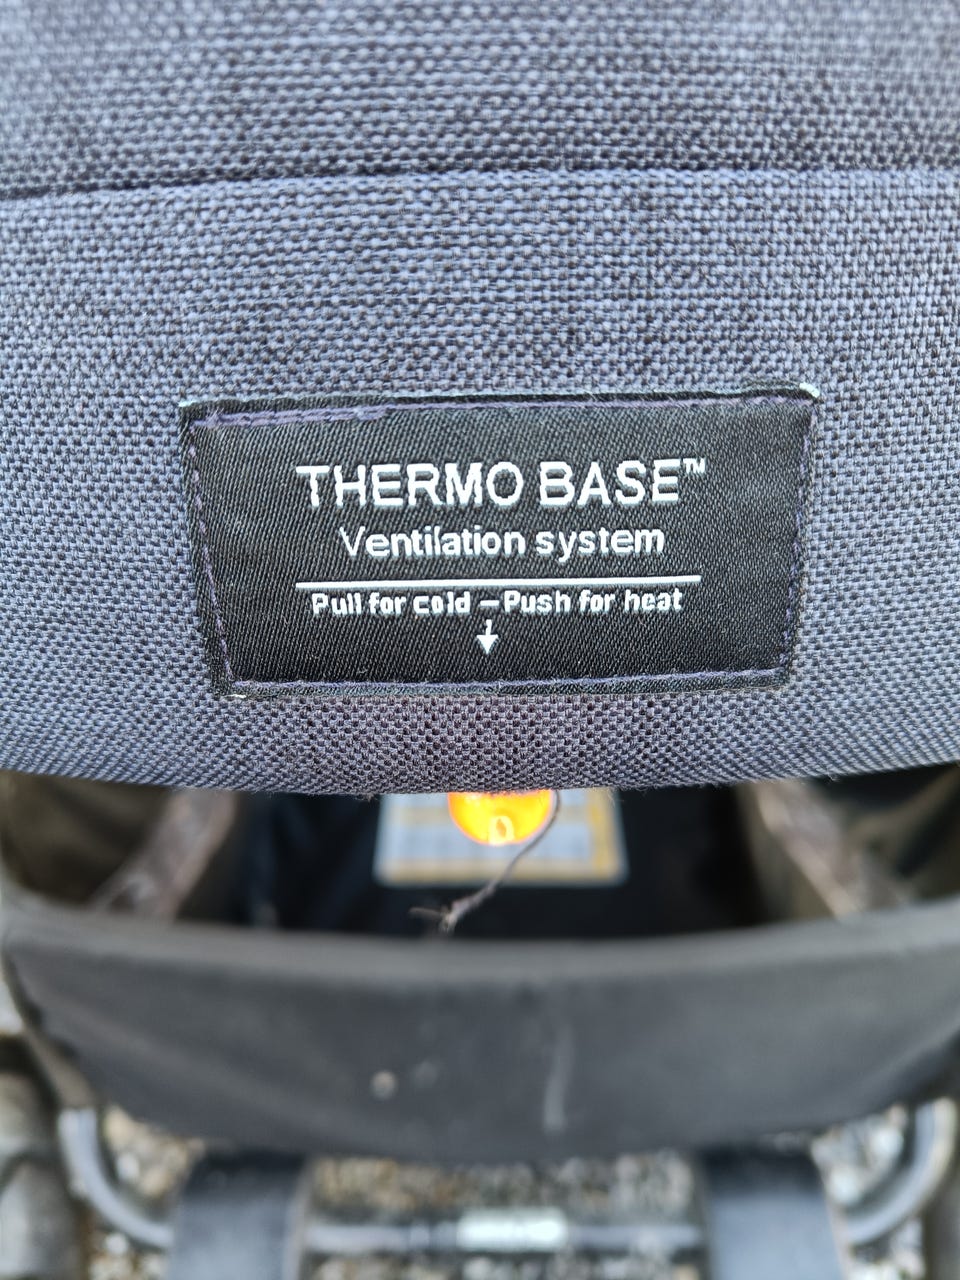 THERMO BASE™
Ventilation system
Pull for cold – Push for heat